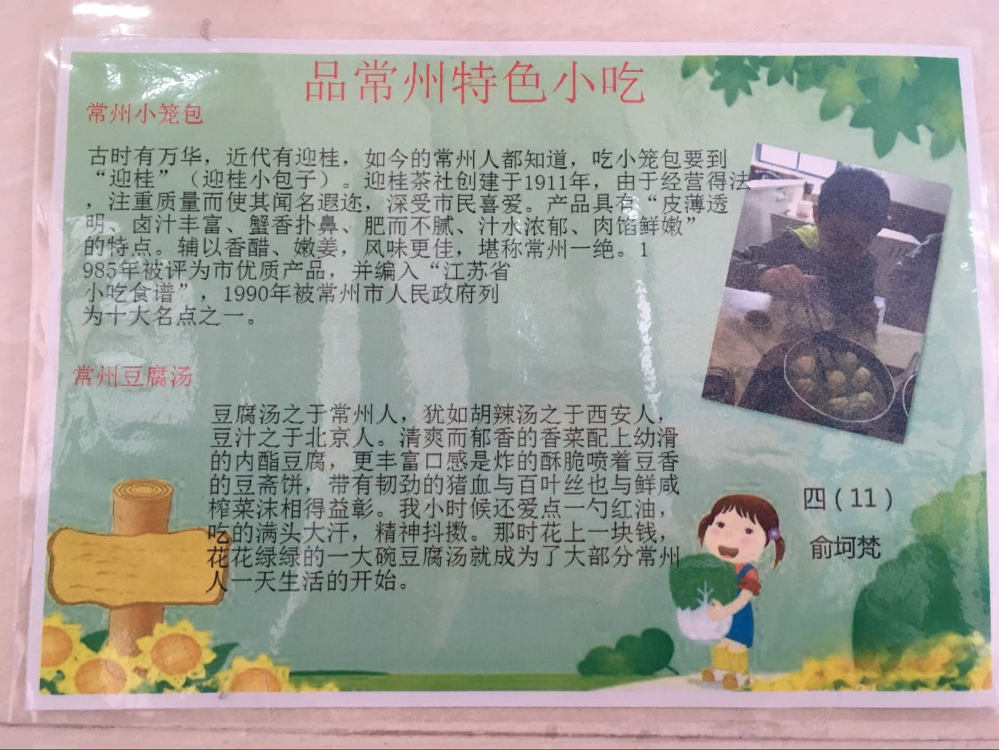 品常州特色小吃
常州小笼包
古时有万华，近代有迎桂，如今的常州人都知道，吃小笼包要到
“迎桂”（迎桂小包子）。迎桂茶社创建于1911年，由于经营得法
，注重质量而使其闻名遐迩，深受市民喜爱。产品具有“皮薄透
明、卤汁丰富、蟹香扑鼻、肥而不腻、汁水浓郁、肉馅鲜嫩”
的特点。辅以香醋、嫩姜，风味更佳，堪称常州一绝。1
985年被评为市优质产品，并编入“江苏省
小吃食谱”，1990年被常州市人民政府列
为十大名点之一。
常州豆腐汤
豆腐汤之于常州人，犹如胡辣汤之于西安人，
豆汁之于北京人。清爽而郁香的香菜配上幼滑
的内酯豆腐，更丰富口感是炸的酥脆喷着豆香
的豆斋饼，带有韧劲的猪血与百叶丝也与鲜咸
榨菜沫相得益彰。我小时候还爱点一勺红油，
吃的满头大汗，精神抖擞。那时花上一块钱，
花花绿绿的一大碗豆腐汤就成为了大部分常州
人一天生活的开始。
四（11）
俞坷梵